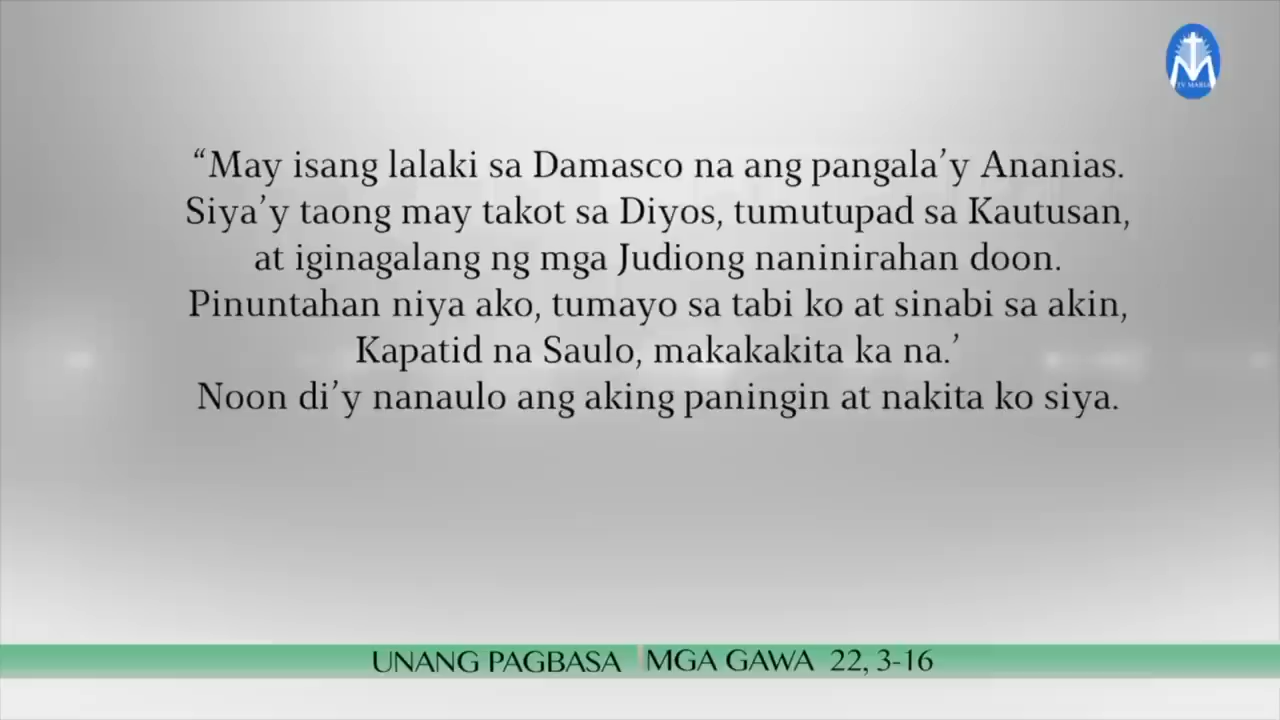 TV MARIA
“May isang lalaki sa Damasco na ang pangala’y Ananias.
Siya’y taong may takot sa Diyos, tumutupad sa Kautusan,
at iginagalang ng mga Judiong naninirahan doon.
Pinuntahan niya ako, tumayo sa tabi ko at sinabi sa akin,
Kapatid na Saulo, makakakita ka na.’
Noon di’y nanaulo ang aking paningin at nakita ko siya.
UNANG PAGBASA MGA GAWA 22, 3-16